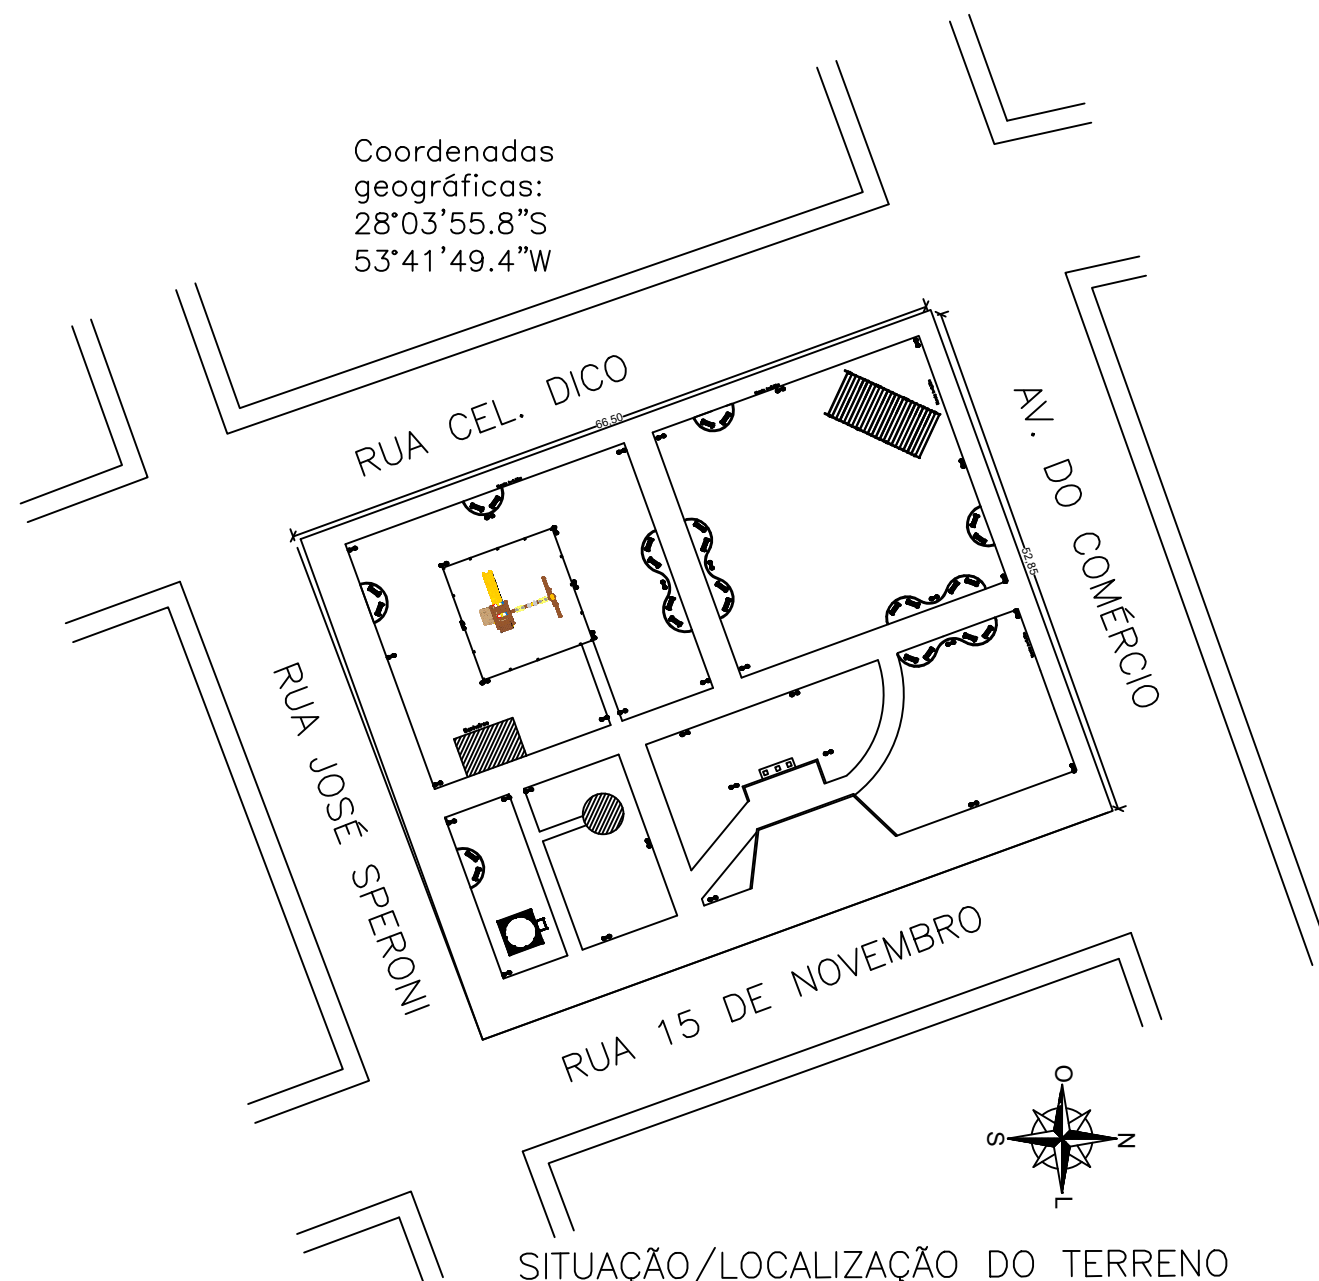 Coordenadas
geográficas:
28°03'55.8"S
53°41'49.4"W
RUA CEL. DICO
66.50
AV. DO COMÉRCIO
52.85
RUA JOSÉ SPERONI
RUA 15 DE NOVEMBRO
O
S
N
L
SITUAÇÃO/LOCALIZAÇÃO DO TERRENO